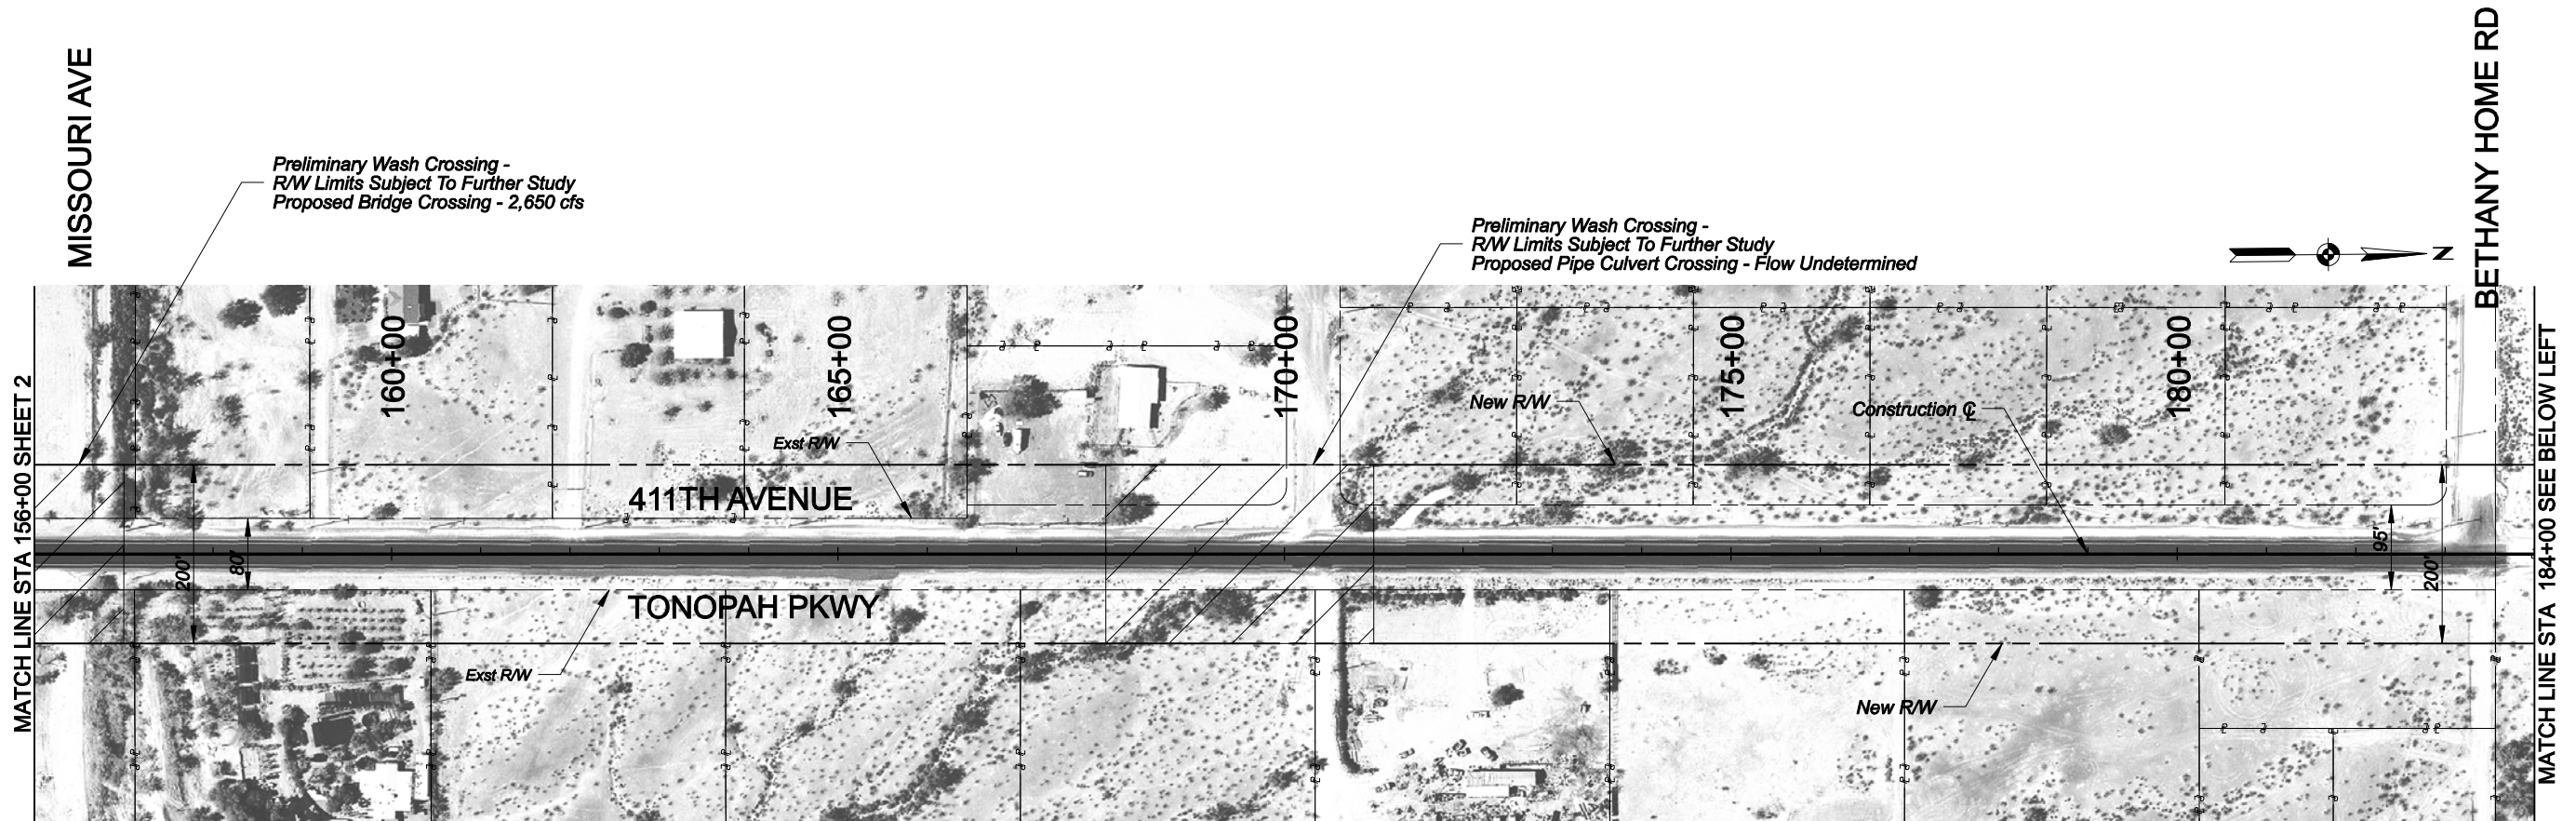 MISSOURI AVE
BETHANY HOME RD
Preliminary Wash Crossing -
R/W Limits Subject To Further Study
Proposed Bridge Crossing - 2,650 cfs
Preliminary Wash Crossing -
R/W Limits Subject To Further Study
Proposed Pipe Culvert Crossing - Flow Undetermined
N
MATCH LINE STA 156+00 SHEET 2
160+00
165+00
170+00
175+00
180+00
MATCH LINE STA 184+00 SEE BELOW LEFT
New R/W
Construction ℄
Exst R/W
411TH AVENUE
200'
80'
95'
200'
TONOPAH PKWY
Exst R/W
New R/W